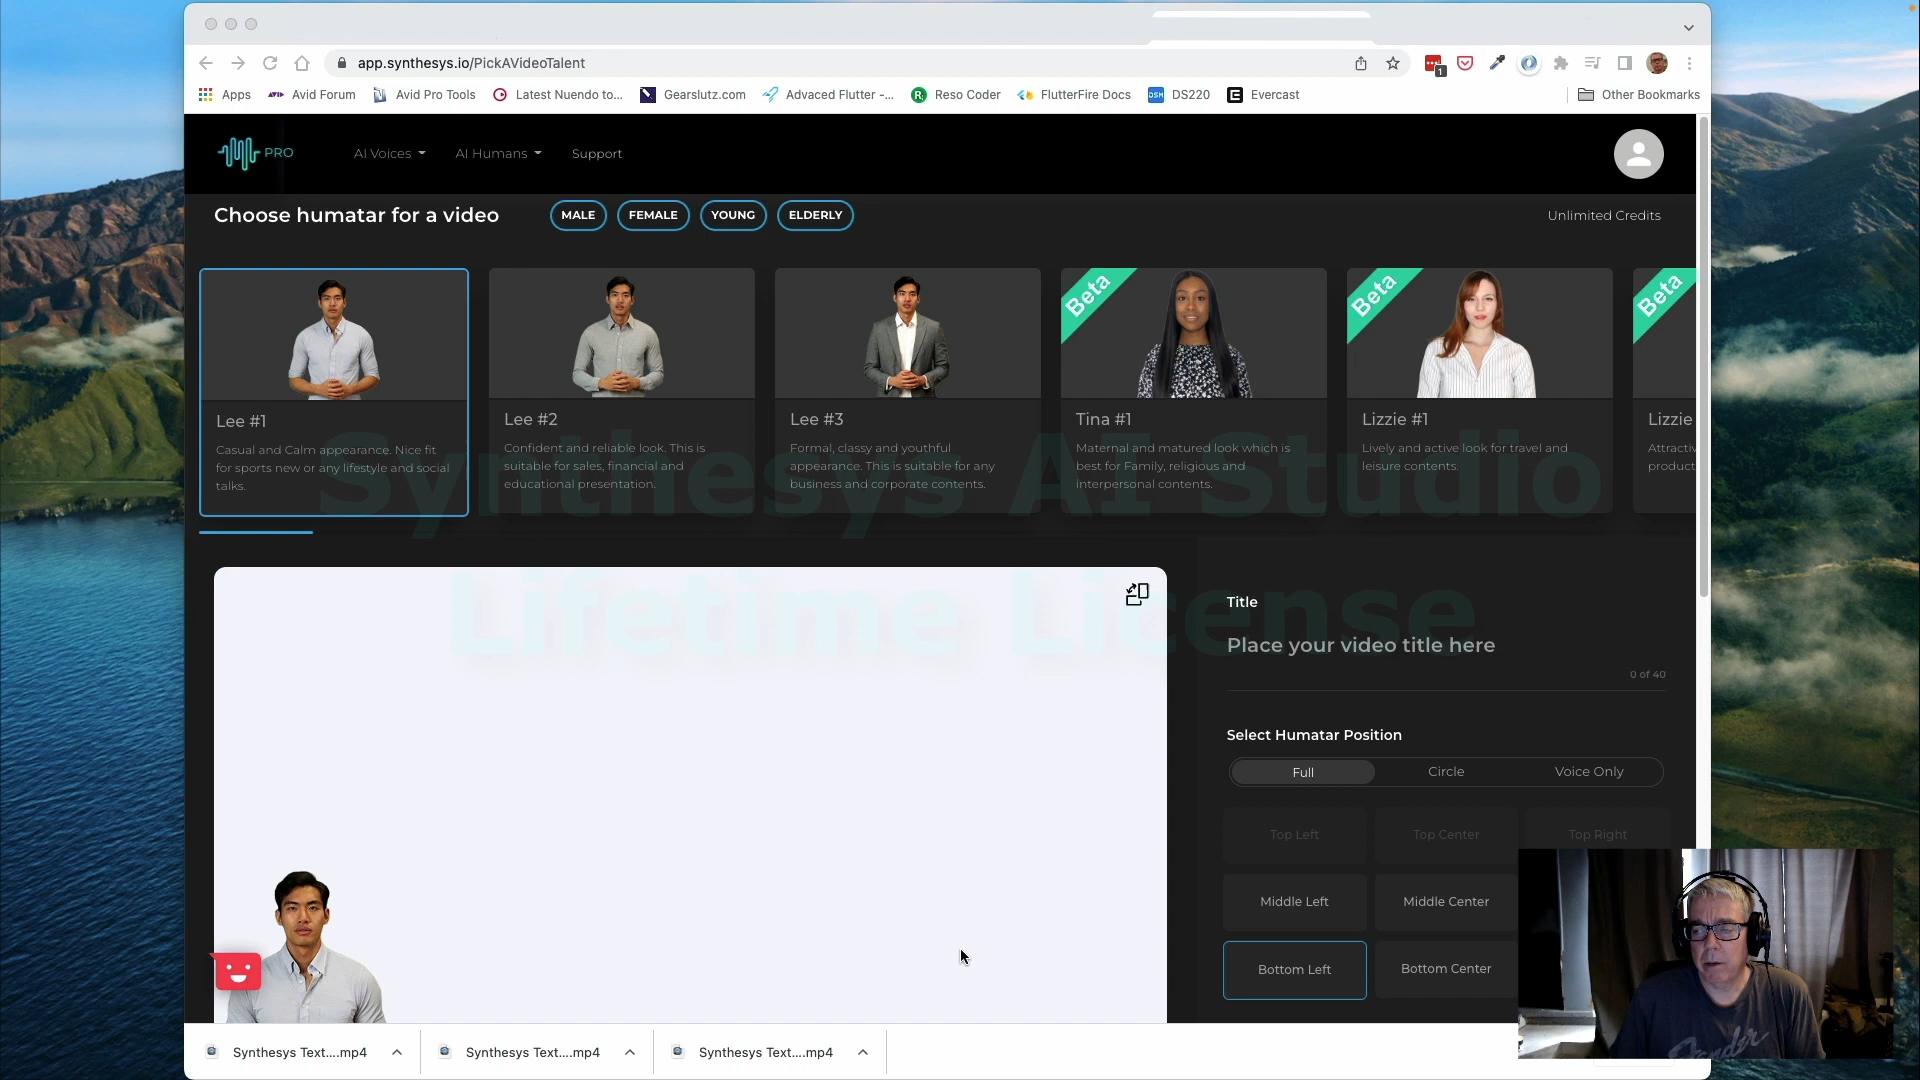 app.synthesys.io/PickAVideoTalent
1
Apps
Avid Forum
Avid Pro Tools
Latest Nuendo to...
Gearslutz.com
Advaced Flutter -...
Reso Coder
FlutterFire Docs
DSM
DS220
Evercast
Other Bookmarks
PRO
AI Voices
AI Humans
Support
Choose humatar for a video
MALE
FEMALE
YOUNG
ELDERLY
Unlimited Credits
Beta
Beta
Beta
Lee #1
Casual and Calm appearance. Nice fit
for sports new or any lifestyle and social
talks.
Lee #2
Confident and reliable look. This is
suitable for sales, financial and
educational presentation.
Lee #3
Formal, classy and youthful
appearance. This is suitable for any
business and corporate contents.
Tina #1
Maternal and matured look which is
best for Family, religious and
interpersonal contents.
Lizzie #1
Lively and active look for travel and
leisure contents.
Lizzie
Attractiv
product
Synthesys AI Studio
Lifetime License
Title
Place your video title here
0 of 40
Select Humatar Position
Full
Circle
Voice Only
Top Left
Top Center
Top Right
Middle Left
Middle Center
Bottom Left
Bottom Center
Fender
Synthesys Text....mp4
Synthesys Text....mp4
Synthesys Text....mp4